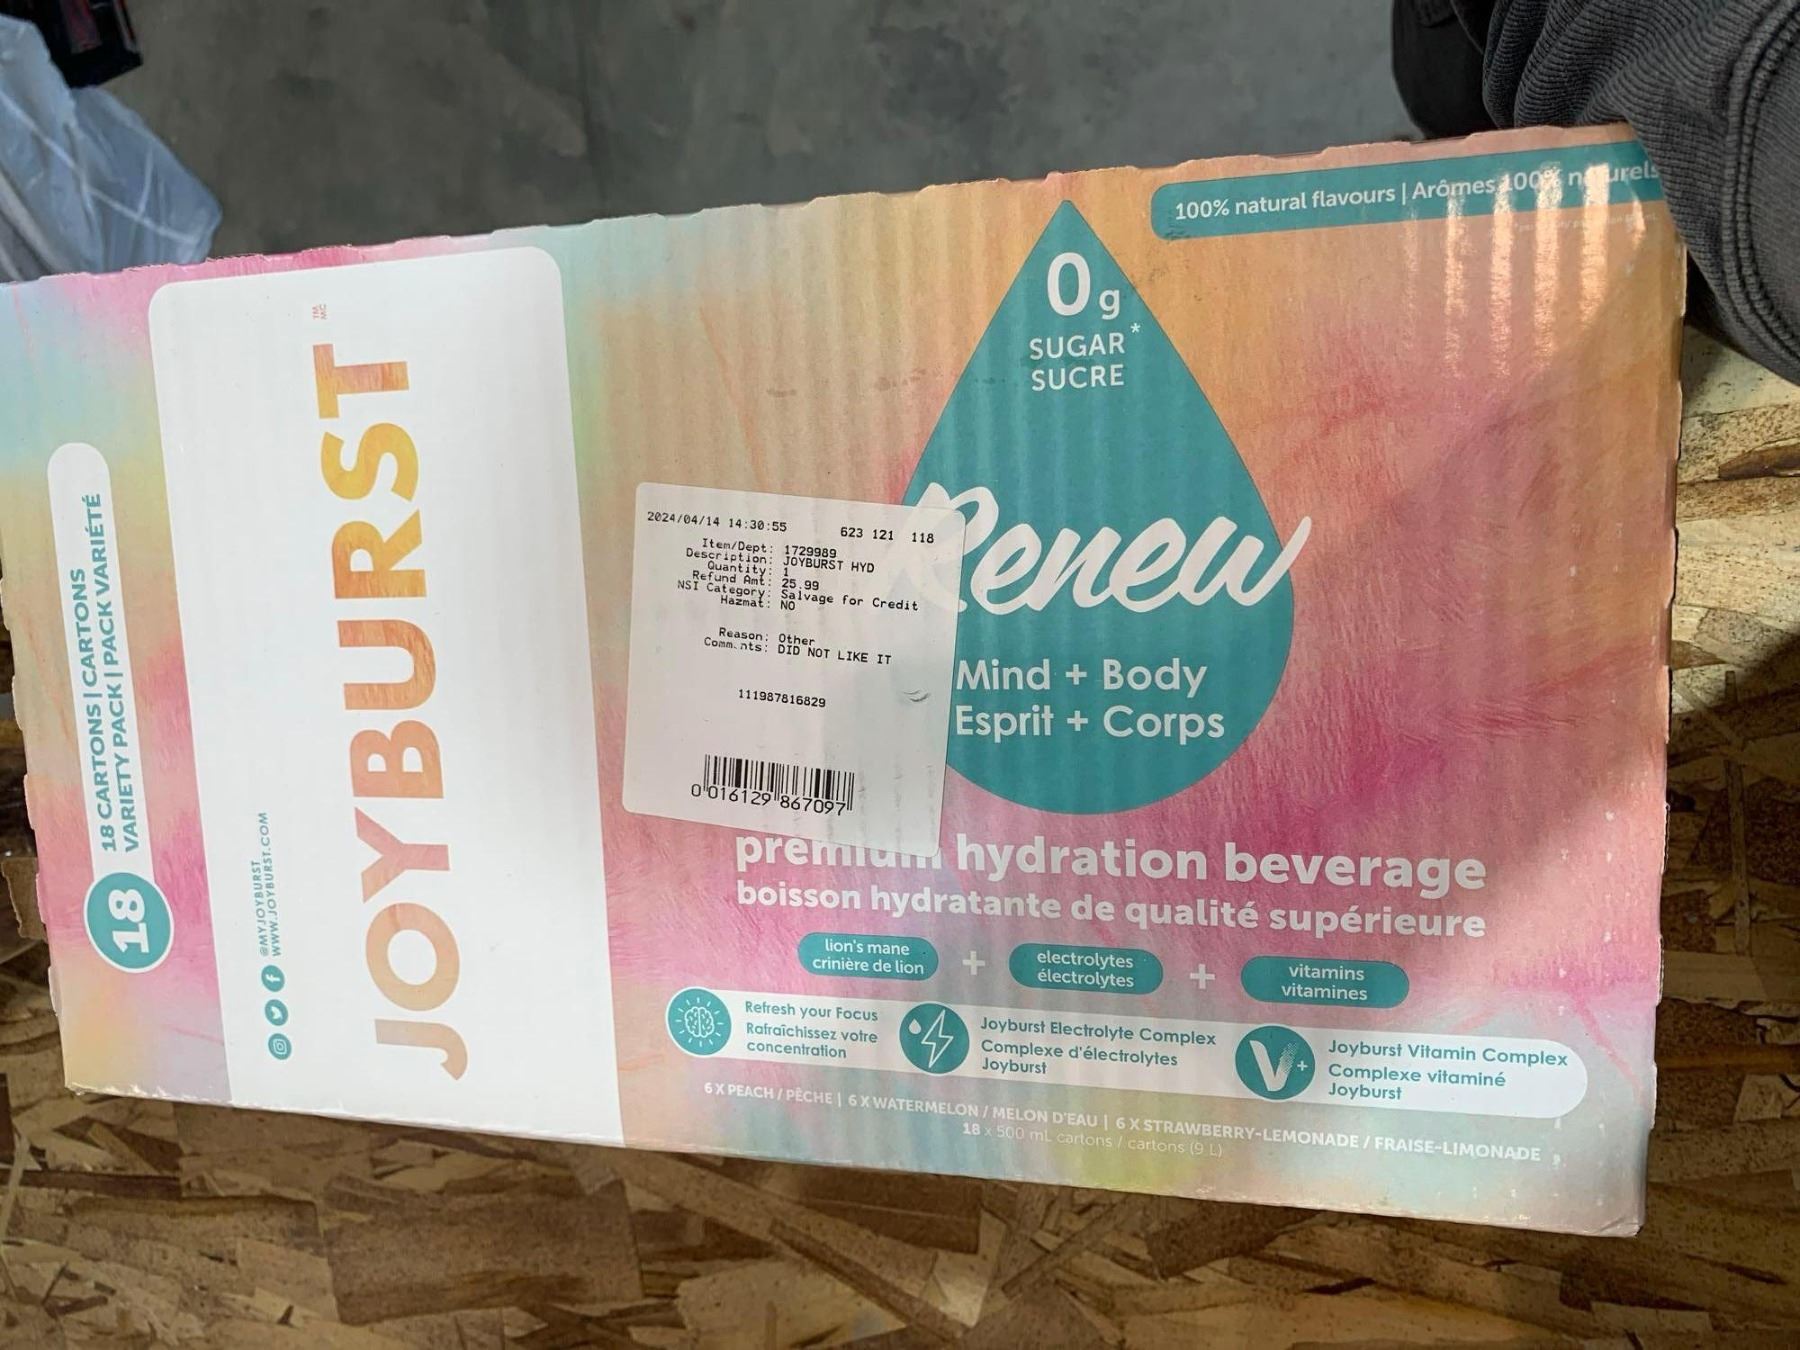 18 CARTONS | CARTONS
VARIETY PACK | PACK VARIÉTÉ
18
@MYJOYBURST
WWW.JOYBURST.COM
JOYBURST
TM
MC
100% natural flavours | Arômes 100% naturels
0 g
SUGAR*
SUCRE
Renew
Mind + Body
Esprit + Corps
2024/04/14 14:30:55 623 121 118
Item/Dept: 1729989
Description: JOYBURST HYD
Quantity: 1
Refund Amt: 25.99
NSI Category: Salvage for Credit
Hazmat: NO
Reason: Other
Comments: DID NOT LIKE IT
111987816829
0 016129 867097
premium hydration beverage
boisson hydratante de qualité supérieure
lion's mane
crinière de lion
+
electrolytes
électrolytes
+
vitamins
vitamines
Refresh your Focus
Rafraîchissez votre
concentration
Joyburst Electrolyte Complex
Complexe d'électrolytes
Joyburst
V+
Joyburst Vitamin Complex
Complexe vitaminé
Joyburst
6 X PEACH / PÊCHE | 6 X WATERMELON / MELON D'EAU | 6 X STRAWBERRY-LEMONADE / FRAISE-LIMONADE
18 x 500 mL cartons / cartons (9 L)